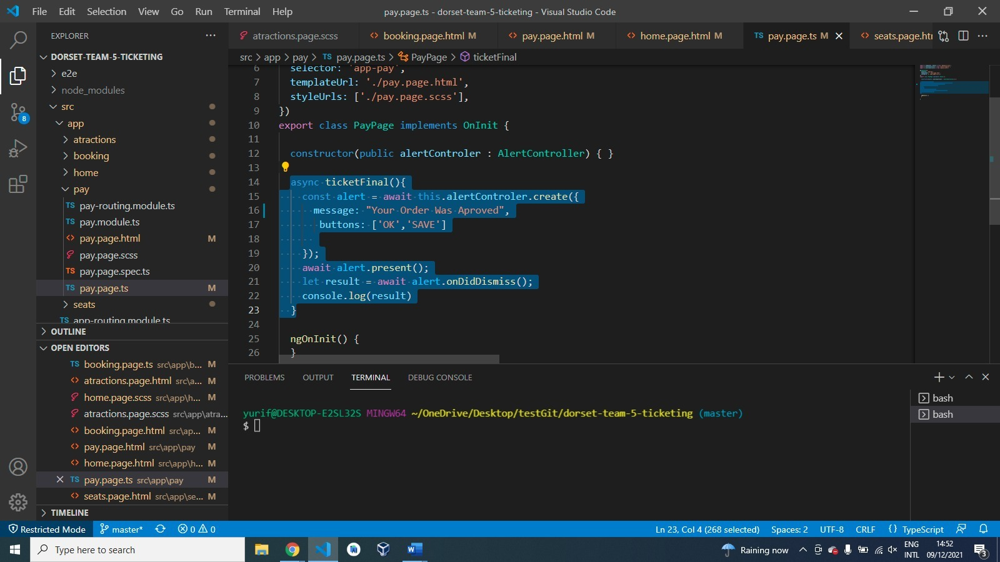 File Edit Selection View Go Run Terminal Help
pay.page.ts - dorset-team-5-ticketing - Visual Studio Code
EXPLORER
DORSET-TEAM-5-TICKETING
e2e
node_modules
src
app
atractions
booking
home
pay
TS pay-routing.module.ts
TS pay.module.ts
<> pay.page.html M
pay.page.scss
TS pay.page.spec.ts
TS pay.page.ts M
seats
TS app-routing.module.ts
OUTLINE
OPEN EDITORS
TS booking.page.ts src\app\b... M
<> atractions.page.html src\a... M
home.page.scss src\app\h... M
atractions.page.scss src\app\atra...
<> booking.page.html src\ap... M
<> pay.page.html src\app\pay M
<> home.page.html src\app\h... M
TS pay.page.ts src\app\pay M
<> seats.page.html src\app\se... M
TIMELINE
atractions.page.scss <> booking.page.html M <> pay.page.html M <> home.page.html M TS pay.page.ts M <> seats.page.htm
src > app > pay > TS pay.page.ts > PayPage > ticketFinal
6 selector: 'app-pay',
7 templateUrl: './pay.page.html',
8 styleUrls: ['./pay.page.scss'],
9 })
10 export class PayPage implements OnInit {
11
12 constructor(public alertControler : AlertController) { }
13
14 async ticketFinal(){
15 const alert = await this.alertControler.create({
16 message: "Your Order Was Aproved",
17 buttons: ['OK','SAVE']
18
19 });
20 await alert.present();
21 let result = await alert.onDidDismiss();
22 console.log(result)
23 }
24
25 ngOnInit() {
26 }
PROBLEMS OUTPUT TERMINAL DEBUG CONSOLE
yurif@DESKTOP-E2SL32S MINGW64 ~/OneDrive/Desktop/testGit/dorset-team-5-ticketing (master)
$
bash
bash
8
Restricted Mode master* 0 0 Ln 23, Col 4 (268 selected) Spaces: 2 UTF-8 CRLF {} TypeScript
Type here to search
Raining now
ENG
INTL
14:52
09/12/2021
3